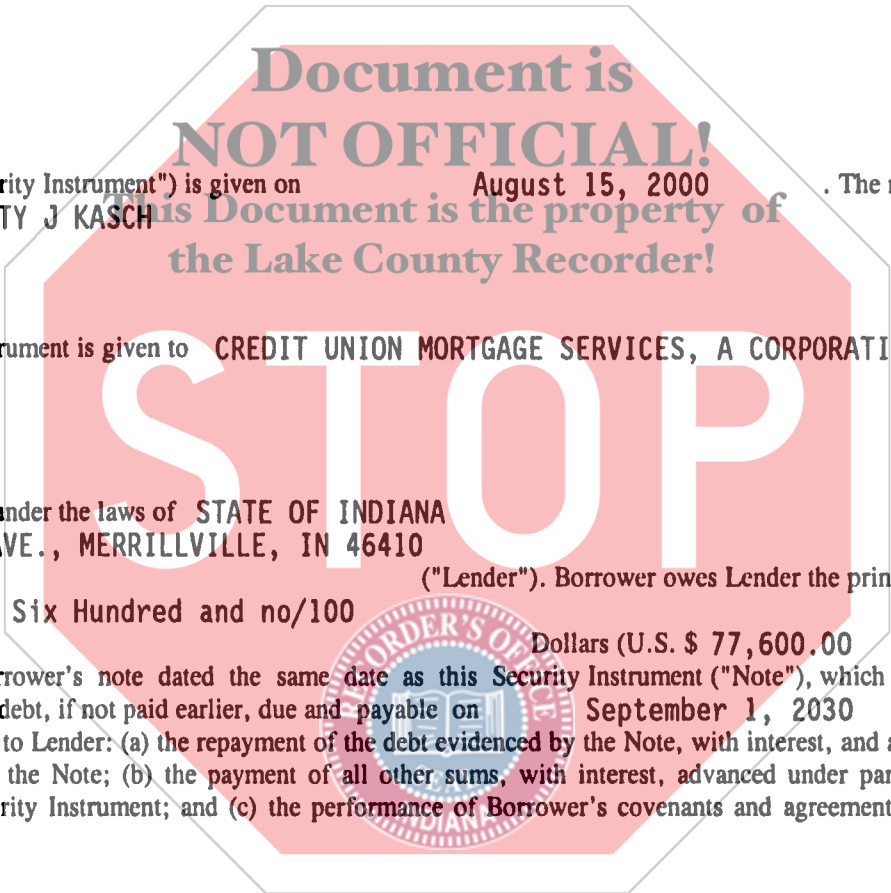 Document is
NOT OFFICIAL!
rity Instrument") is given on August 15, 2000 . The
This Document is the property of
TY J KASCH
the Lake County Recorder!
rument is given to CREDIT UNION MORTGAGE SERVICES, A CORPORATI
STOP
nder the laws of STATE OF INDIANA
VE., MERRILLVILLE, IN 46410
("Lender"). Borrower owes Lender the prin
Six Hundred and no/100
Dollars (U.S. $ 77,600.00
rrower's note dated the same date as this Security Instrument ("Note"), which
debt, if not paid earlier, due and payable on September 1, 2030
to Lender: (a) the repayment of the debt evidenced by the Note, with interest, and a
the Note; (b) the payment of all other sums, with interest, advanced under par
rity Instrument; and (c) the performance of Borrower's covenants and agreement
RECORDER'S OFFICE
SEAL
INDIANA